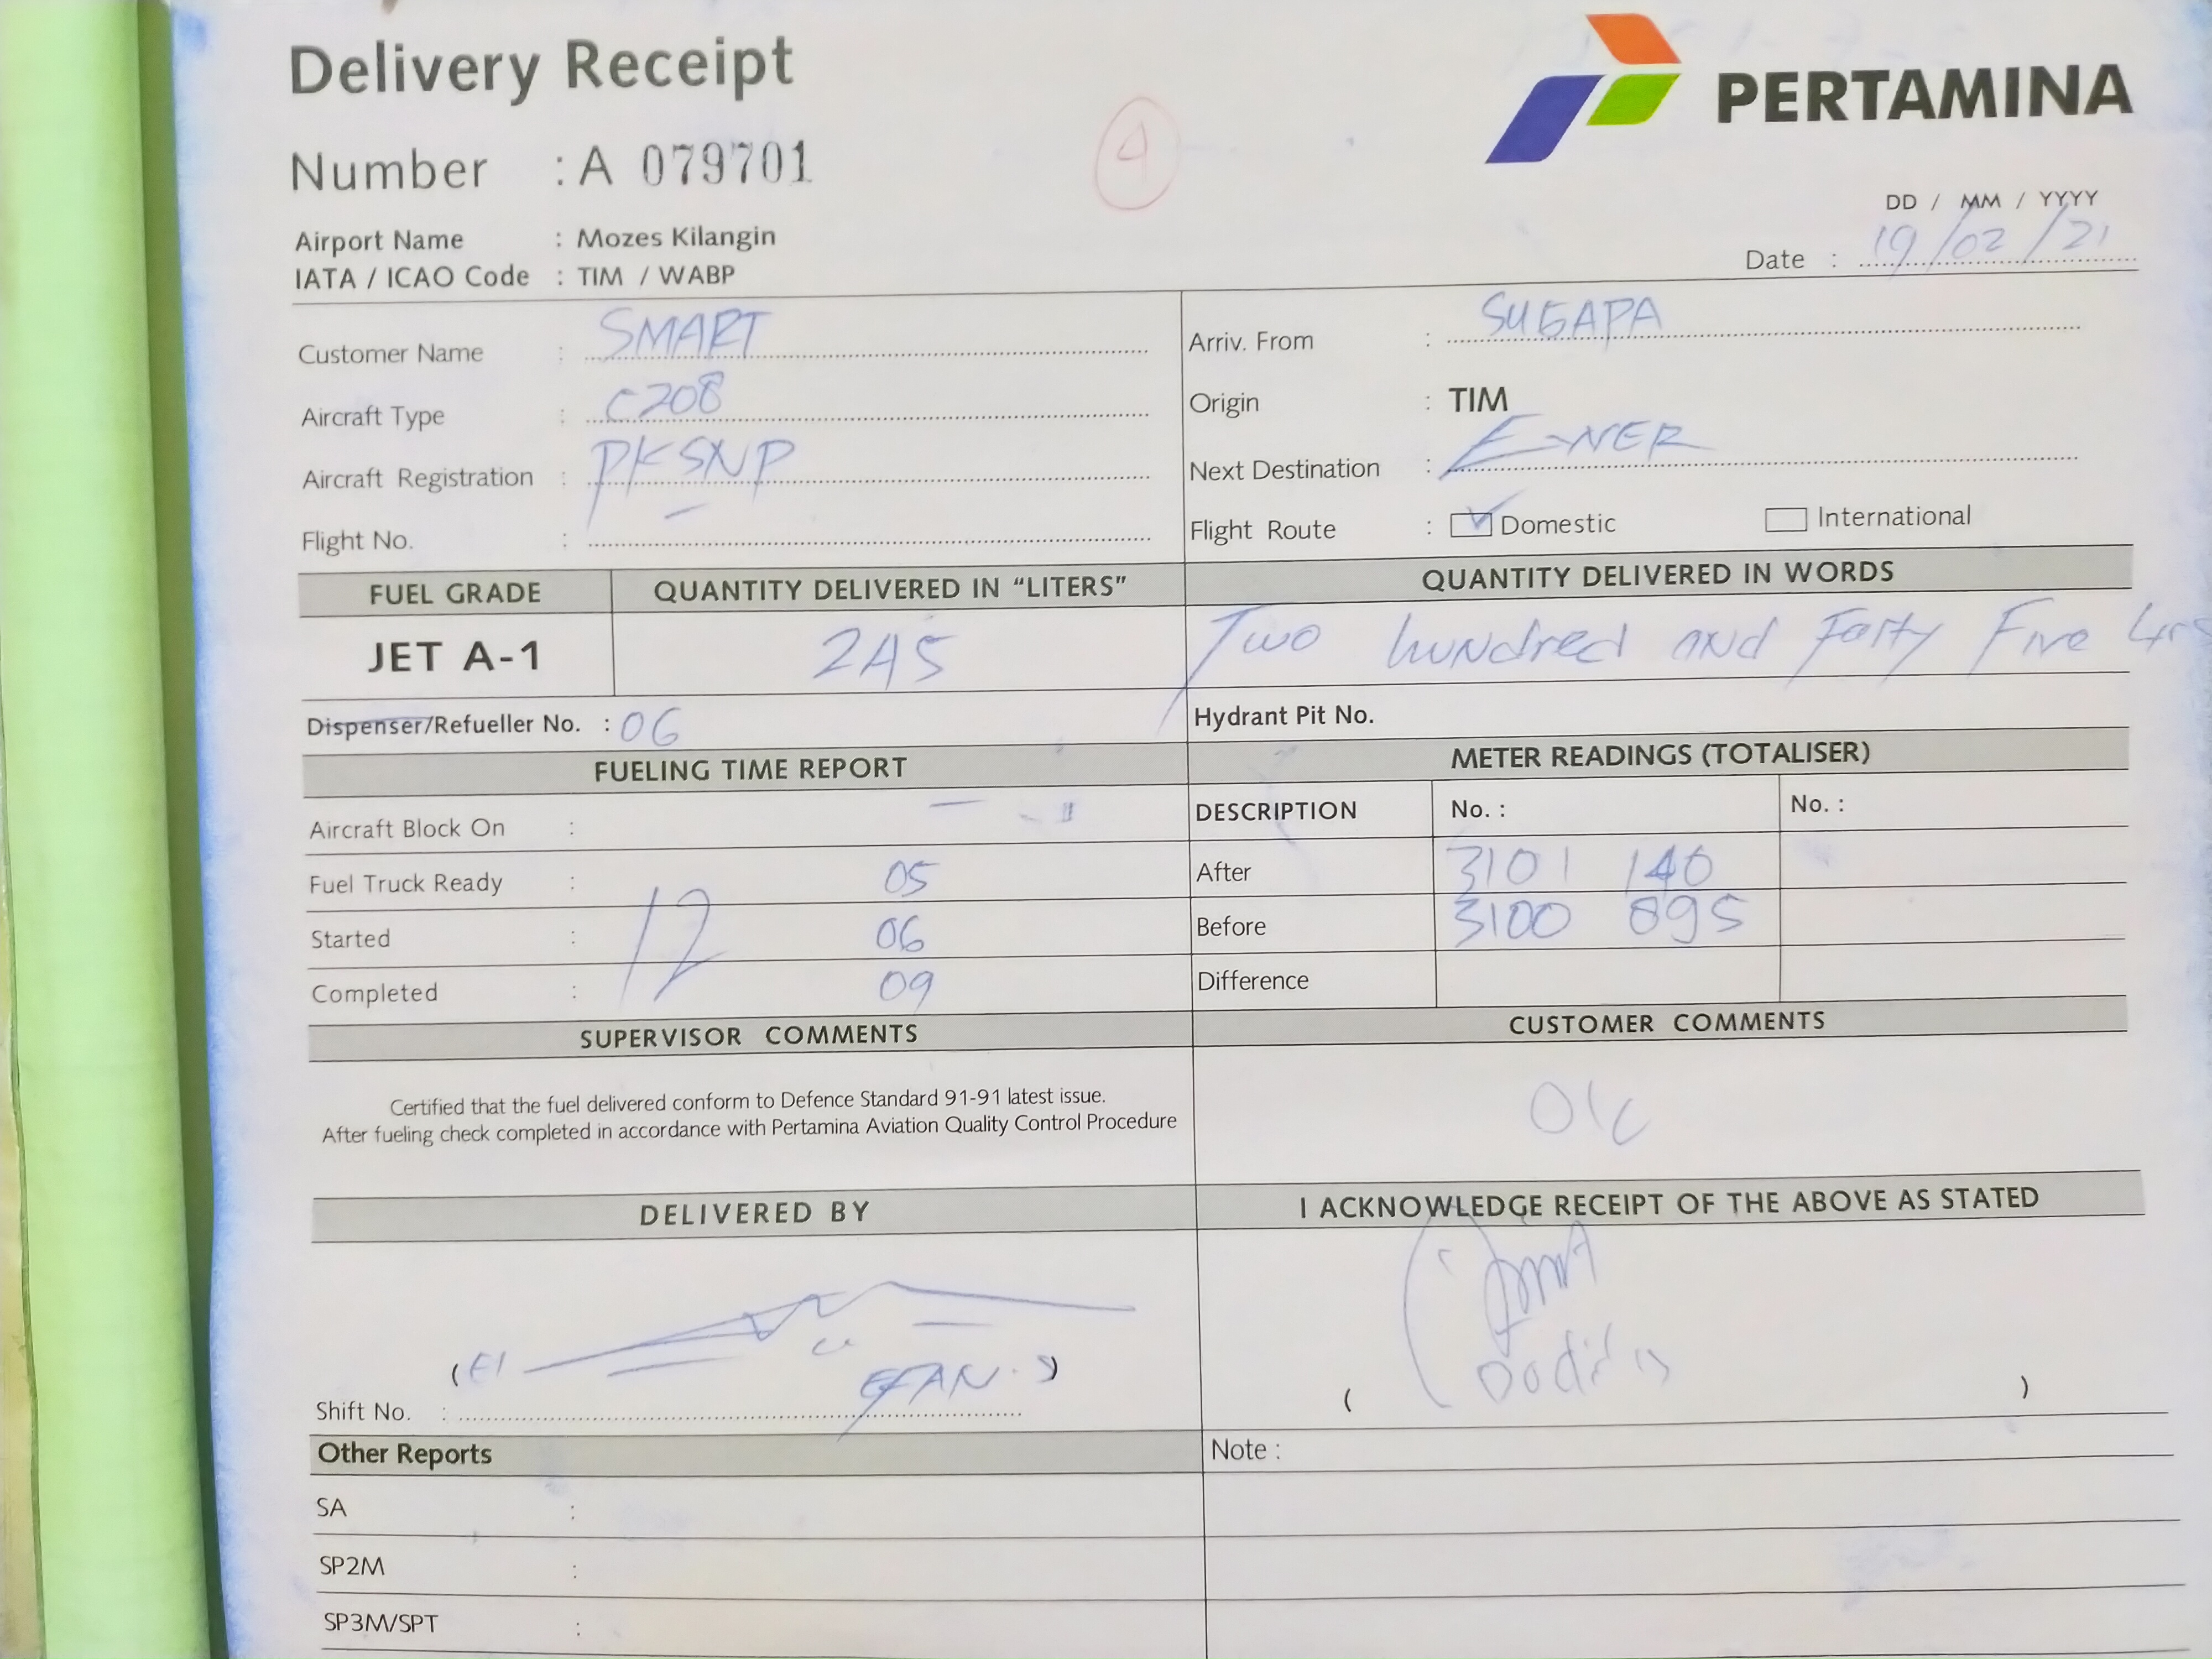 Delivery Receipt
PERTAMINA
Number : A 079701
4
DD / MM / YYYY
Date : 19/02/21
Airport Name : Mozes Kilangin
IATA / ICAO Code : TIM / WABP
Customer Name : SMART
Arriv. From : SUGAPA
Aircraft Type : C208
Origin : TIM
Aircraft Registration : PKSNP
Next Destination : E-NER
Flight No. : –
Flight Route : Domestic International
FUEL GRADE QUANTITY DELIVERED IN “LITERS” QUANTITY DELIVERED IN WORDS
JET A-1 245 Two hundred and Forty Five Lrs
Dispenser/Refueller No. : 06 Hydrant Pit No.
FUELING TIME REPORT METER READINGS (TOTALISER)
Aircraft Block On : –
DESCRIPTION No. : No. :
Fuel Truck Ready : 05
After 3101 140
Started : 12 06
Before 3100 895
Completed : 09
Difference
SUPERVISOR COMMENTS CUSTOMER COMMENTS
Certified that the fuel delivered conform to Defence Standard 91-91 latest issue.
After fueling check completed in accordance with Pertamina Aviation Quality Control Procedure
OK
DELIVERED BY I ACKNOWLEDGE RECEIPT OF THE ABOVE AS STATED
Shift No. :
( )
Other Reports Note :
SA :
SP2M :
SP3M/SPT :